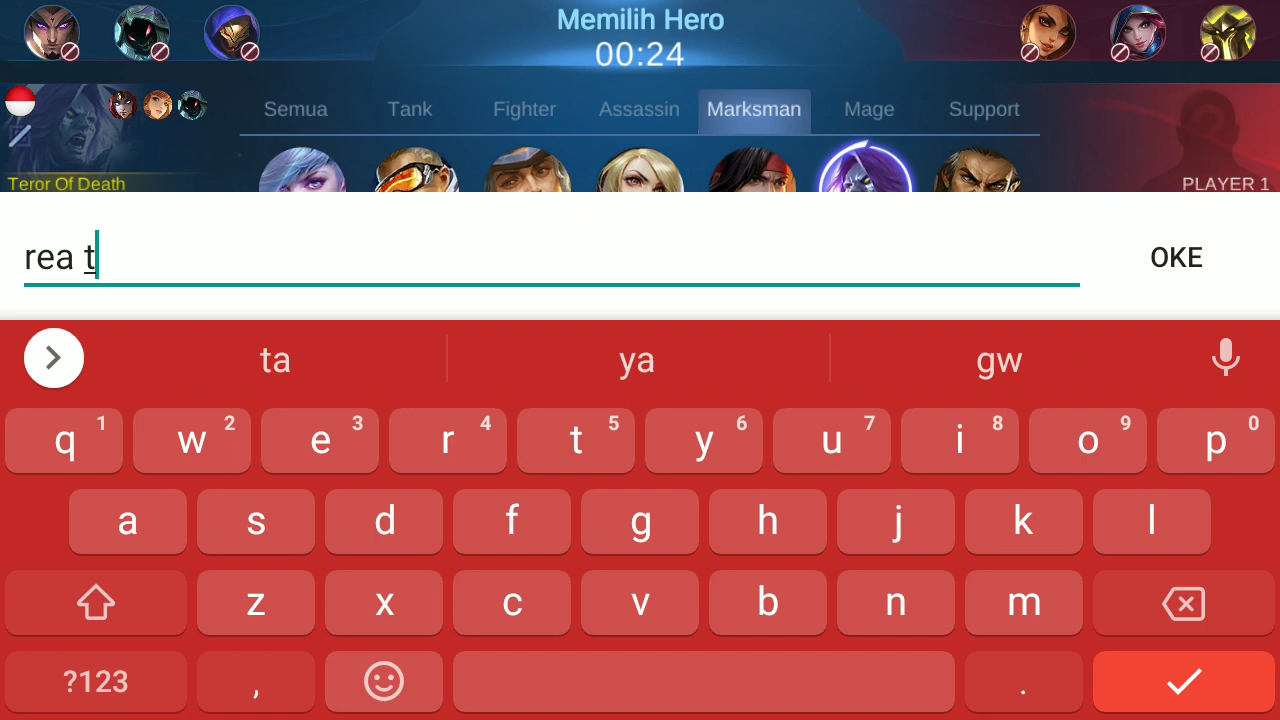 Memilih Hero
00:24
Semua Tank Fighter Assassin Marksman Mage Support
Teror Of Death
PLAYER 1
rea t
OKE
ta ya gw
q 1 w 2 e 3 r 4 t 5 y 6 u 7 i 8 o 9 p 0
a s d f g h j k l
z x c v b n m
?123 , .